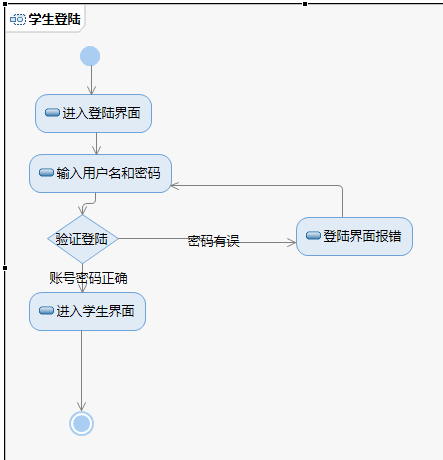 学生登陆
进入登陆界面
输入用户名和密码
验证登陆
密码有误
登陆界面报错
账号密码正确
进入学生界面